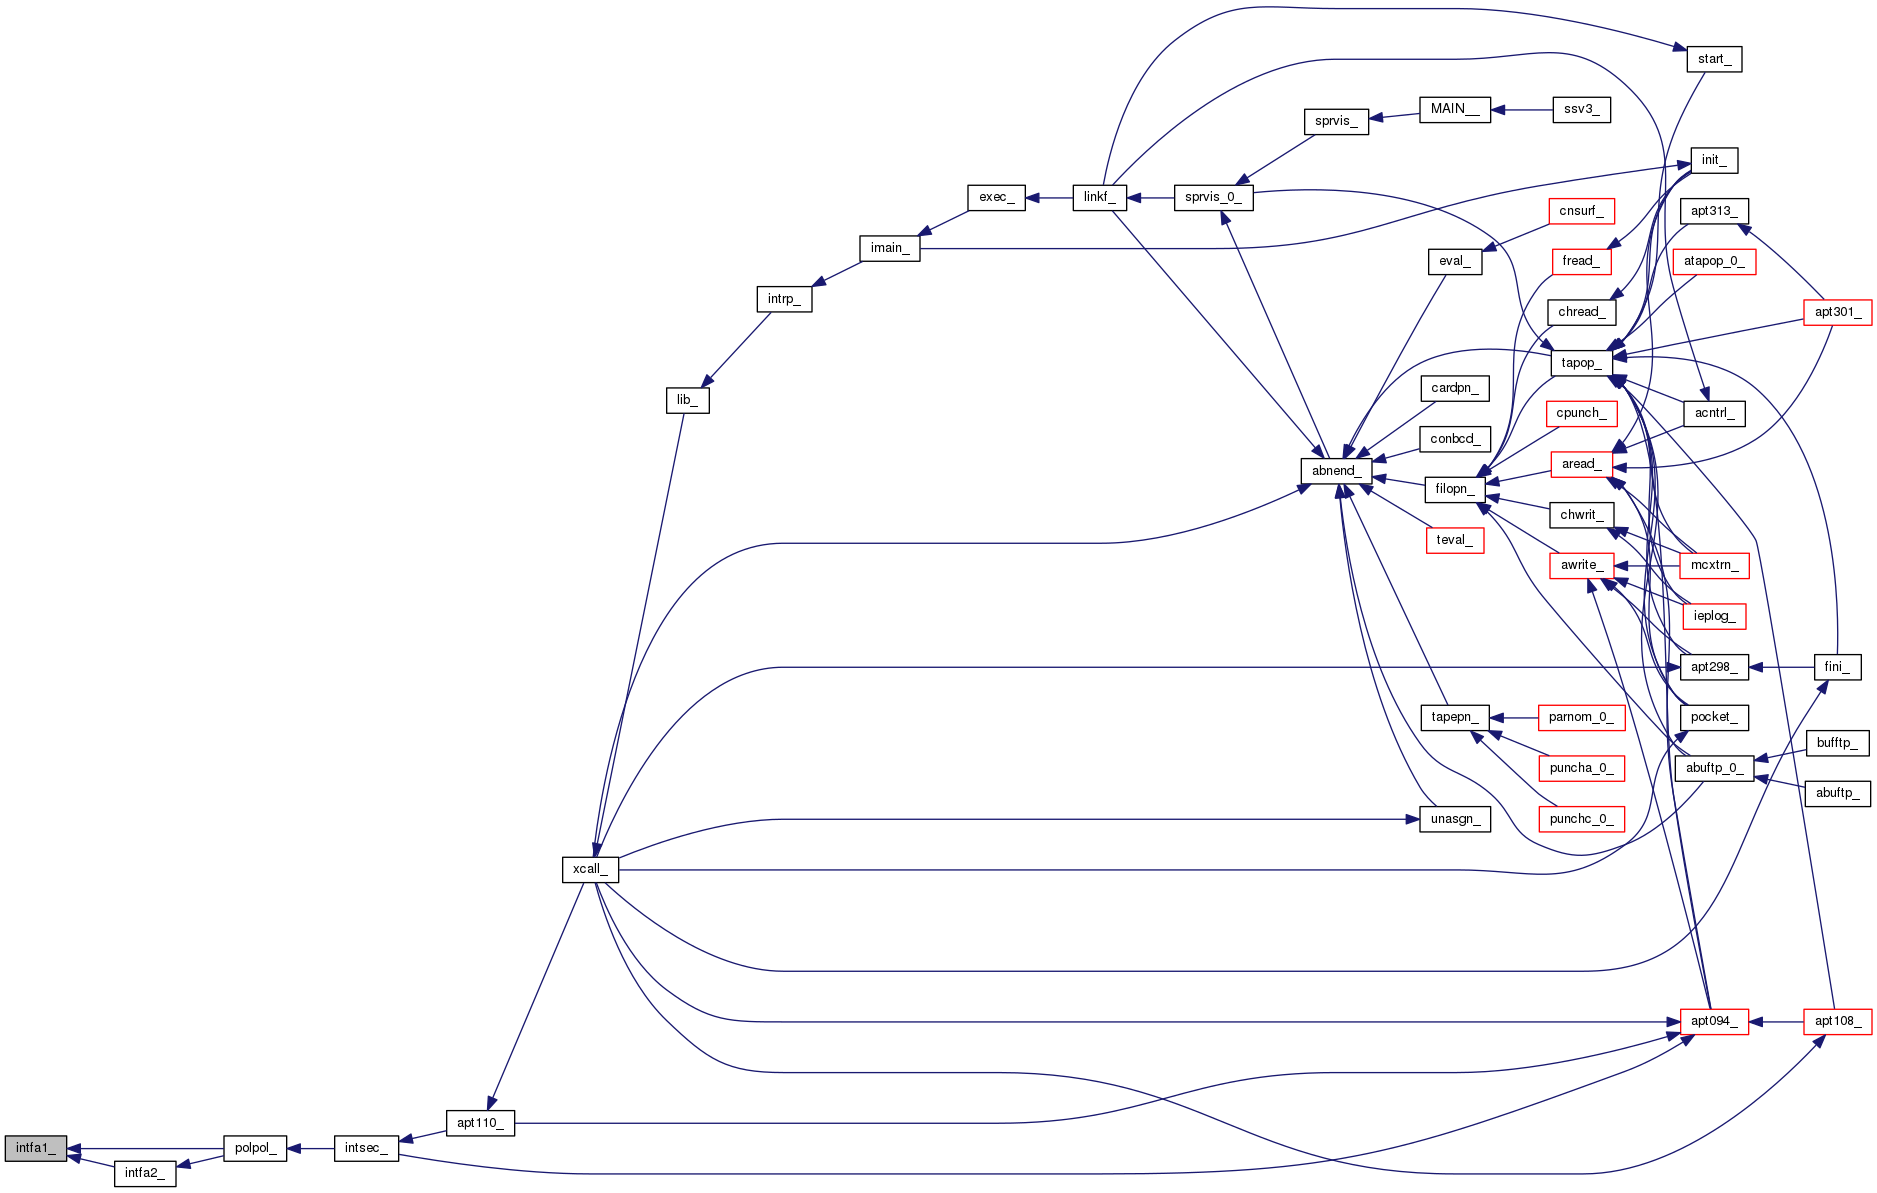 start_
MAIN__
ssv3_
sprvis_
init_
exec_
linkf_
sprvis_0_
cnsurf_
apt313_
imain_
eval_
fread_
atapop_0_
intrp_
chread_
apt301_
tapop_
lib_
cardpn_
cpunch_
acntrl_
conbcd_
abnend_
aread_
filopn_
chwrit_
teval_
awrite_
mcxtrn_
ieplog_
apt298_
fini_
tapepn_
parnom_0_
pocket_
bufftp_
puncha_0_
abuftp_0_
abuftp_
unasgn_
punchc_0_
xcall_
apt094_
apt108_
apt110_
intfa1_
polpol_
intsec_
intfa2_